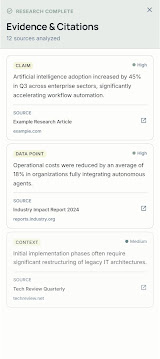 RESEARCH COMPLETE
Evidence & Citations
12 sources analyzed
CLAIM
High
Artificial intelligence adoption increased by 45%
in Q3 across enterprise sectors, significantly
accelerating workflow automation.
SOURCE
Example Research Article
example.com
DATA POINT
High
Operational costs were reduced by an average of
18% in organizations fully integrating autonomous
agents.
SOURCE
Industry Impact Report 2024
reports.industry.org
CONTEXT
Medium
Initial implementation phases often require
significant restructuring of legacy IT architectures.
SOURCE
Tech Review Quarterly
techreview.net